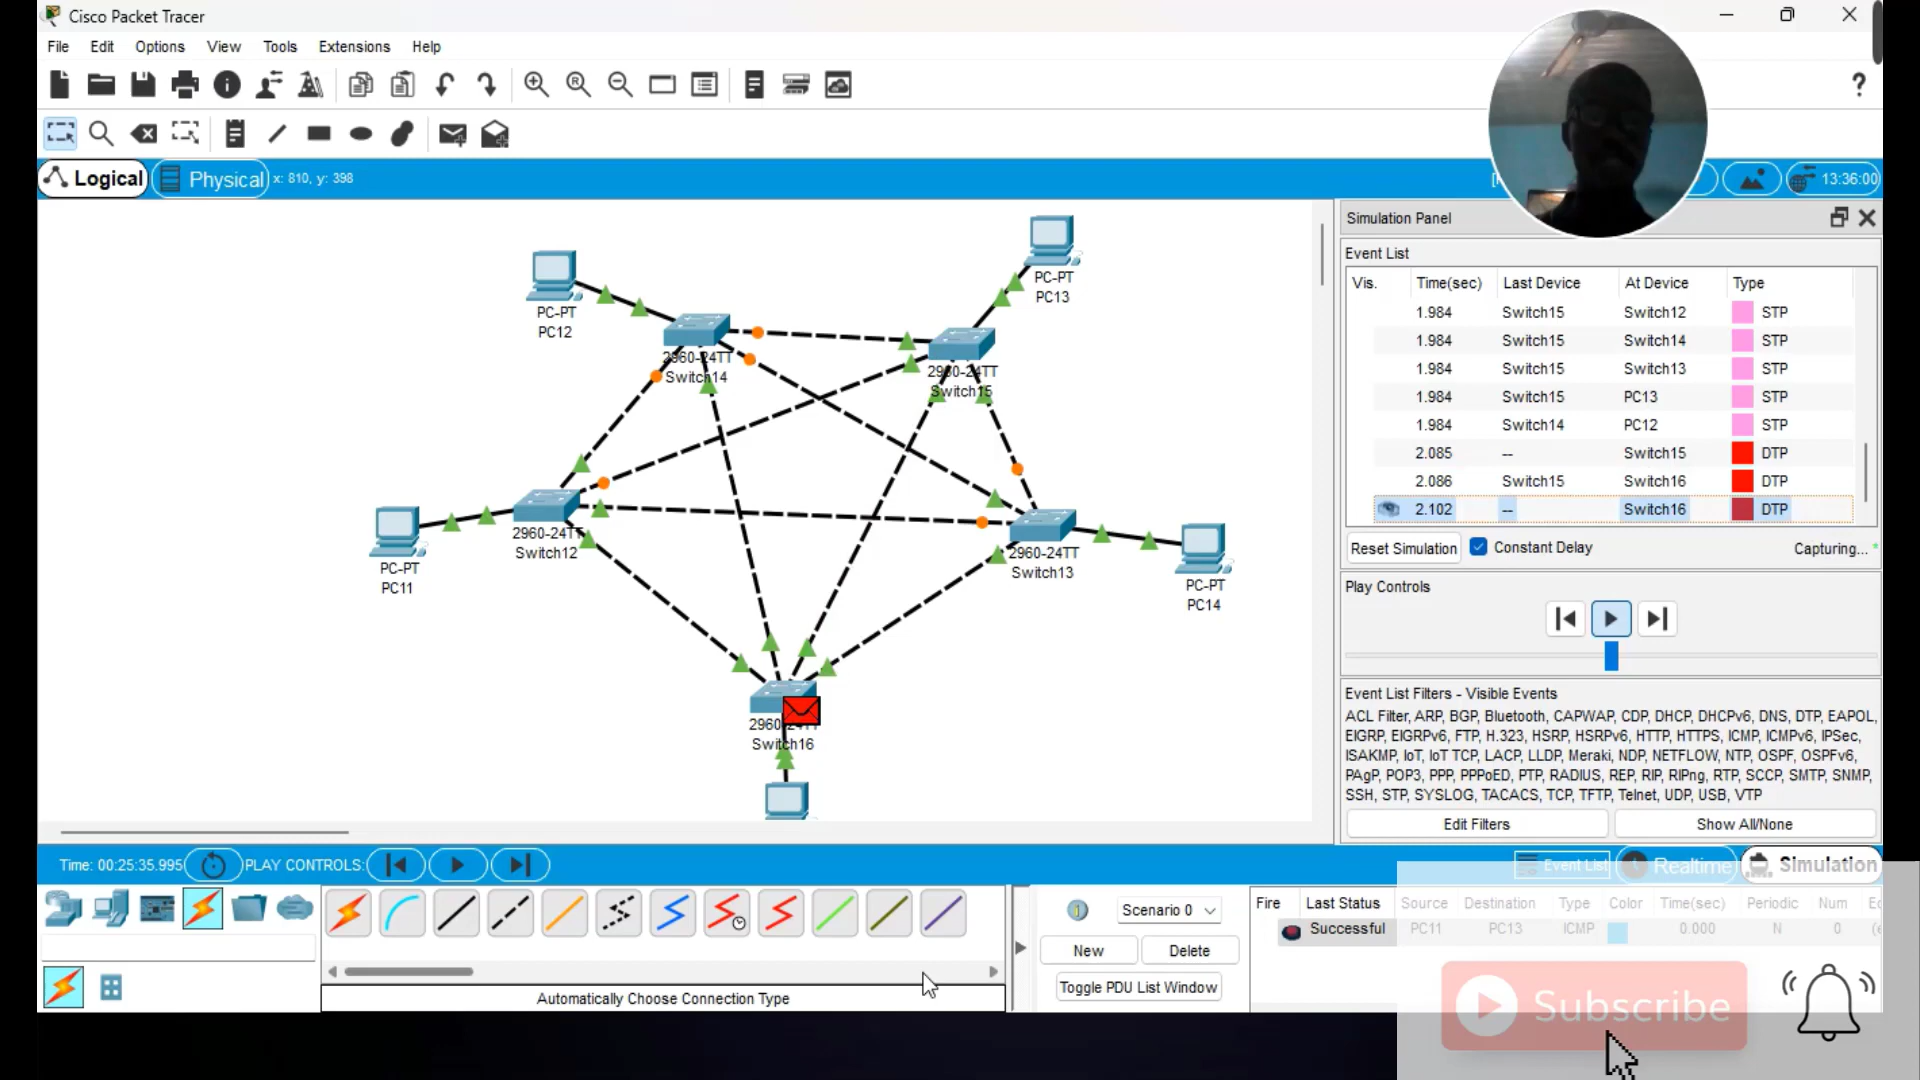 Cisco Packet Tracer
File Edit Options View Tools Extensions Help
?
Logical Physical x: 810, y: 398
13:36:00
PC-PT
PC12
PC-PT
PC13
2960-24TT
Switch14
2960-24TT
Switch15
PC-PT
PC11
2960-24TT
Switch12
2960-24TT
Switch13
PC-PT
PC14
2960-24TT
Switch16
Simulation Panel
Event List
Vis. Time(sec) Last Device At Device Type
1.984 Switch15 Switch12 STP
1.984 Switch15 Switch14 STP
1.984 Switch15 Switch13 STP
1.984 Switch15 PC13 STP
1.984 Switch14 PC12 STP
2.085 -- Switch15 DTP
2.086 Switch15 Switch16 DTP
2.102 -- Switch16 DTP
Reset Simulation Constant Delay Capturing...
Play Controls
Event List Filters - Visible Events
ACL Filter, ARP, BGP, Bluetooth, CAPWAP, CDP, DHCP, DHCPv6, DNS, DTP, EAPOL,
EIGRP, EIGRPv6, FTP, H.323, HSRP, HSRPv6, HTTP, HTTPS, ICMP, ICMPv6, IPSec,
ISAKMP, IoT, IoT TCP, LACP, LLDP, Meraki, NDP, NETFLOW, NTP, OSPF, OSPFv6,
PAgP, POP3, PPP, PPPoED, PTP, RADIUS, REP, RIP, RIPng, RTP, SCCP, SMTP, SNMP,
SSH, STP, SYSLOG, TACACS, TCP, TFTP, Telnet, UDP, USB, VTP
Edit Filters Show All/None
Time: 00:25:35.995 PLAY CONTROLS: Event List Realtime Simulation
Automatically Choose Connection Type
Scenario 0
New Delete
Toggle PDU List Window
Fire Last Status Source Destination Type Color Time(sec) Periodic Num
Successful PC11 PC13 ICMP 0.000 N 0
Subscribe